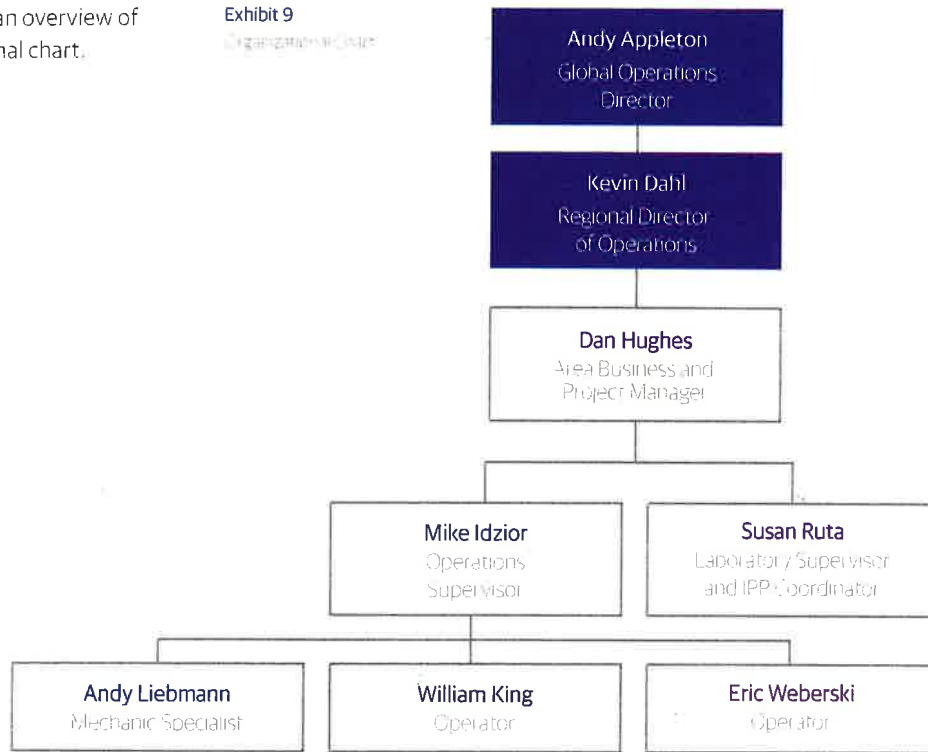 an overview of
nal chart.
Exhibit 9
Organizational Chart
Andy Appleton
Global Operations
Director
Kevin Dahl
Regional Director
of Operations
Dan Hughes
Area Business and
Project Manager
Mike Idzior
Operations
Supervisor
Susan Ruta
Laboratory Supervisor
and IPP Coordinator
Andy Liebmann
Mechanic Specialist
William King
Operator
Eric Weberski
Operator